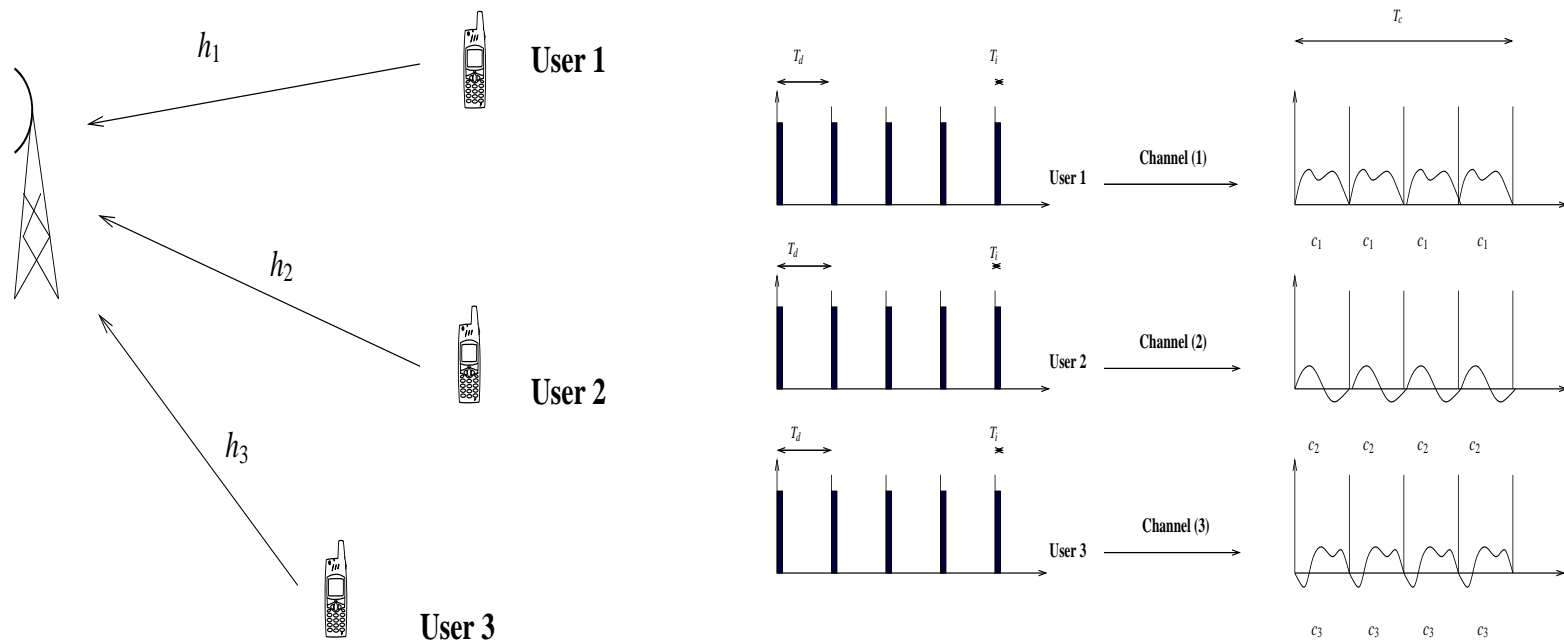 h1
User 1
h2
User 2
h3
User 3
Td
Ti
User 1
Channel (1)
Tc
c1 c1 c1 c1
Td
Ti
User 2
Channel (2)
c2 c2 c2 c2
Td
Ti
User 3
Channel (3)
c3 c3 c3 c3